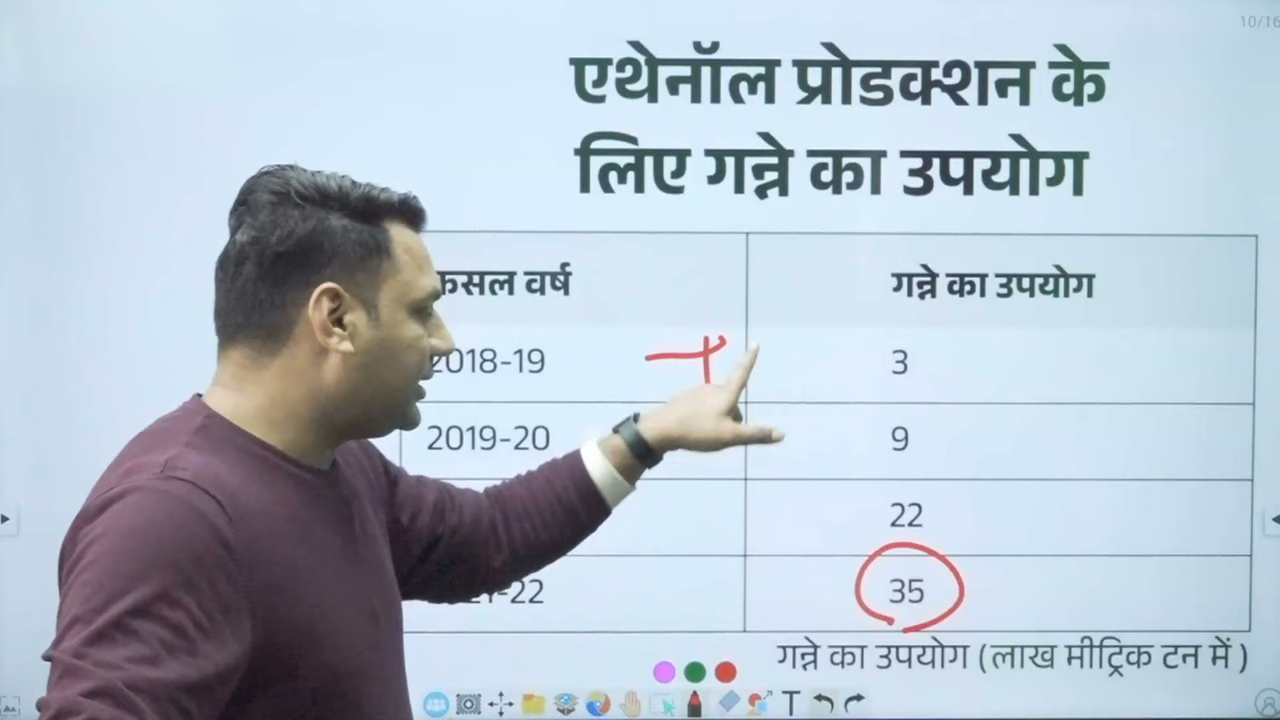 10/16
एथेनॉल प्रोडक्शन के
लिए गन्ने का उपयोग
फसल वर्ष गन्ने का उपयोग
2018-19 3
2019-20 9
22
35
गन्ने का उपयोग (लाख मीट्रिक टन में )
T